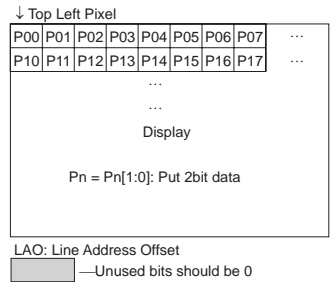 ↓ Top Left Pixel
P00 P01 P02 P03 P04 P05 P06 P07 ...
P10 P11 P12 P13 P14 P15 P16 P17 ...
...
...
Display
Pn = Pn[1:0]: Put 2bit data
LAO: Line Address Offset
—Unused bits should be 0